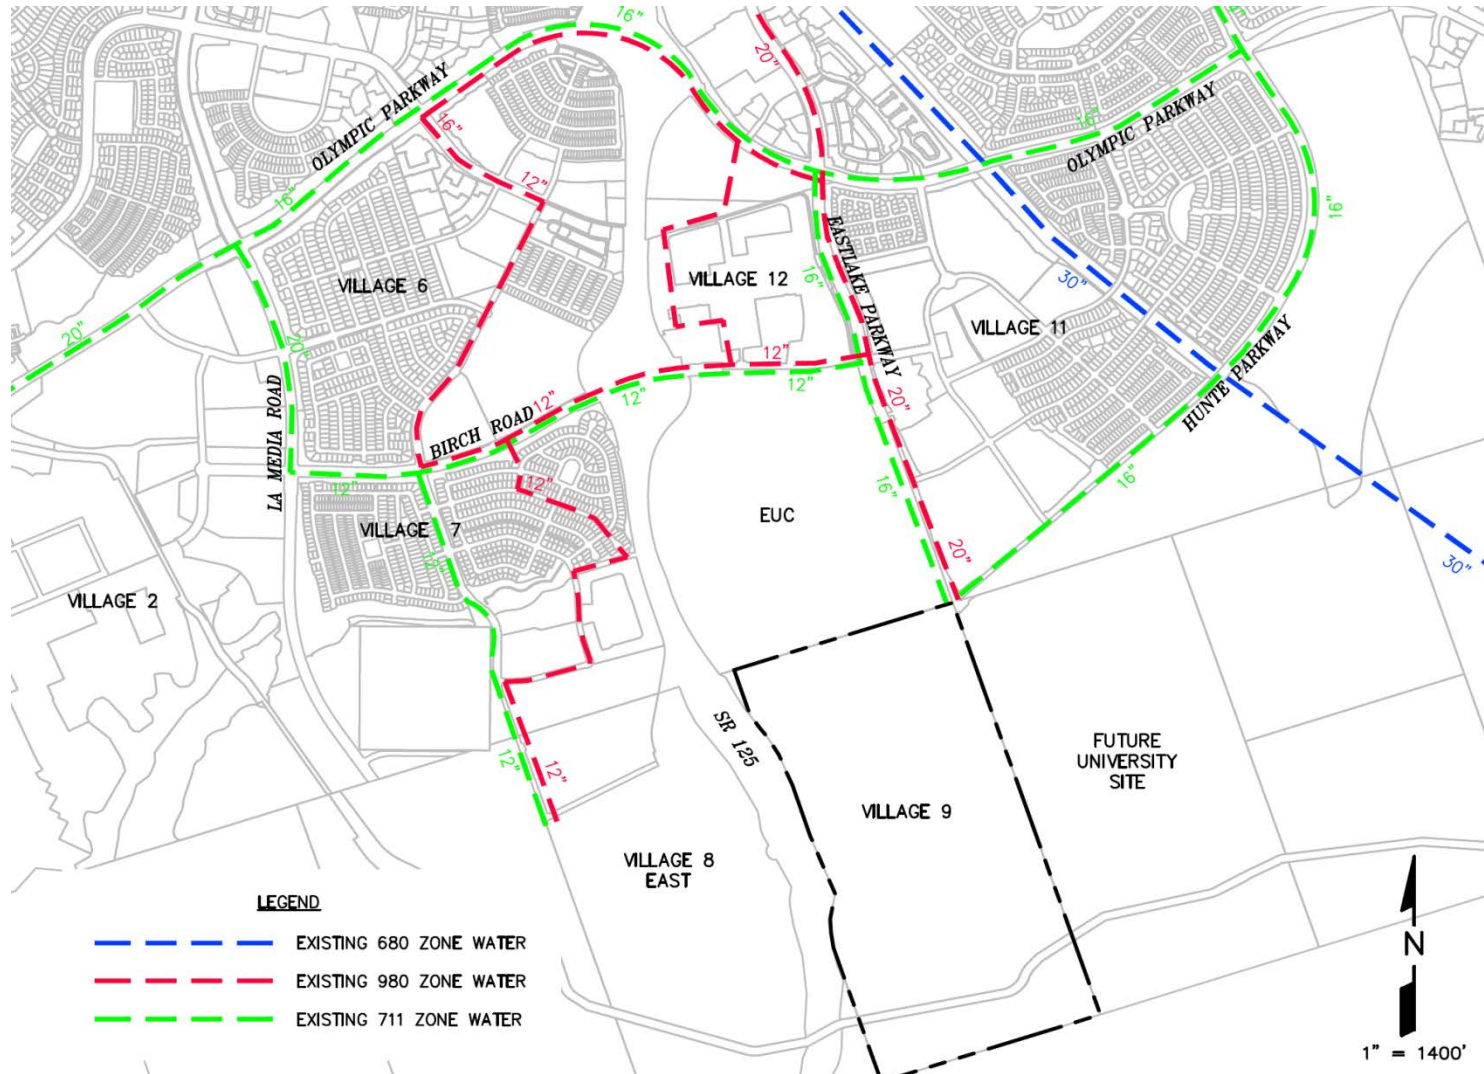 16"
20"
12"
OLYMPIC PARKWAY
16"
16"
12"
16"
OLYMPIC PARKWAY
16"
EASTLAKE PARKWAY
16"
VILLAGE 6
VILLAGE 12
30"
VILLAGE 11
20"
20"
LA MEDIA ROAD
BIRCH ROAD
12"
12"
12"
12"
20"
HUNTE PARKWAY
12"
12"
16"
16"
VILLAGE 7
12"
EUC
20"
30"
VILLAGE 2
SR 125
12"
12"
FUTURE
UNIVERSITY
SITE
VILLAGE 9
VILLAGE 8
EAST
LEGEND
EXISTING 680 ZONE WATER
EXISTING 980 ZONE WATER
EXISTING 711 ZONE WATER
N
1" = 1400'